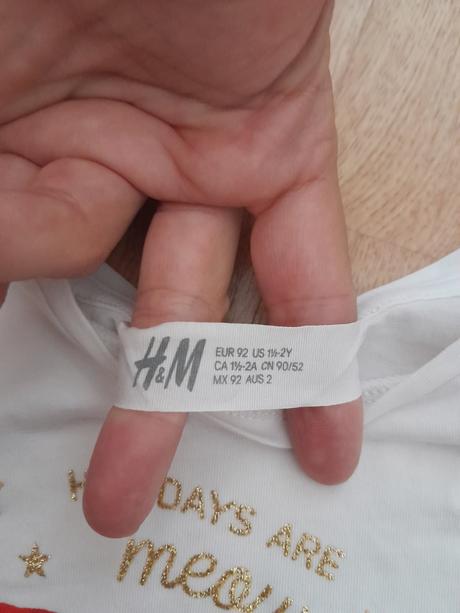 H&M
EUR 92 US 1½-2Y
CA 1½-2A CN 90/52
MX 92 AUS 2
DAYS ARE